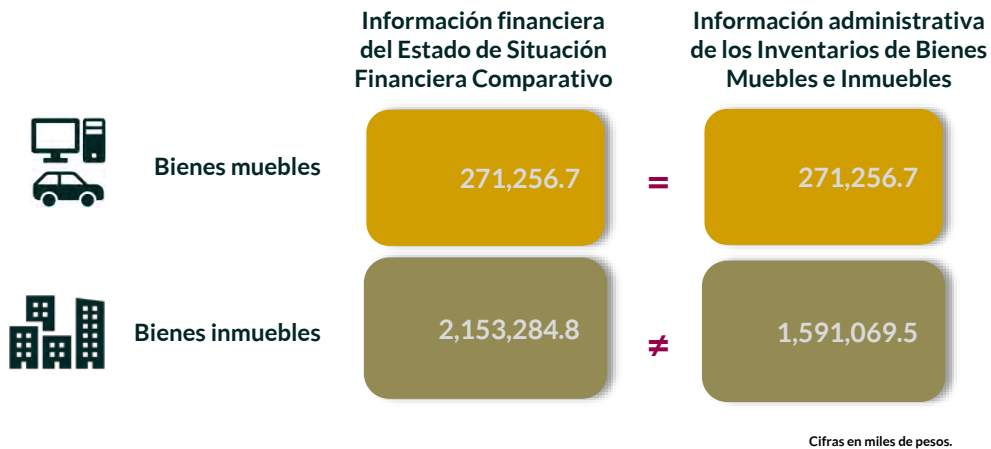 Información financiera
del Estado de Situación
Financiera Comparativo
Información administrativa
de los Inventarios de Bienes
Muebles e Inmuebles
Bienes muebles
271,256.7
=
271,256.7
Bienes inmuebles
2,153,284.8
≠
1,591,069.5
Cifras en miles de pesos.